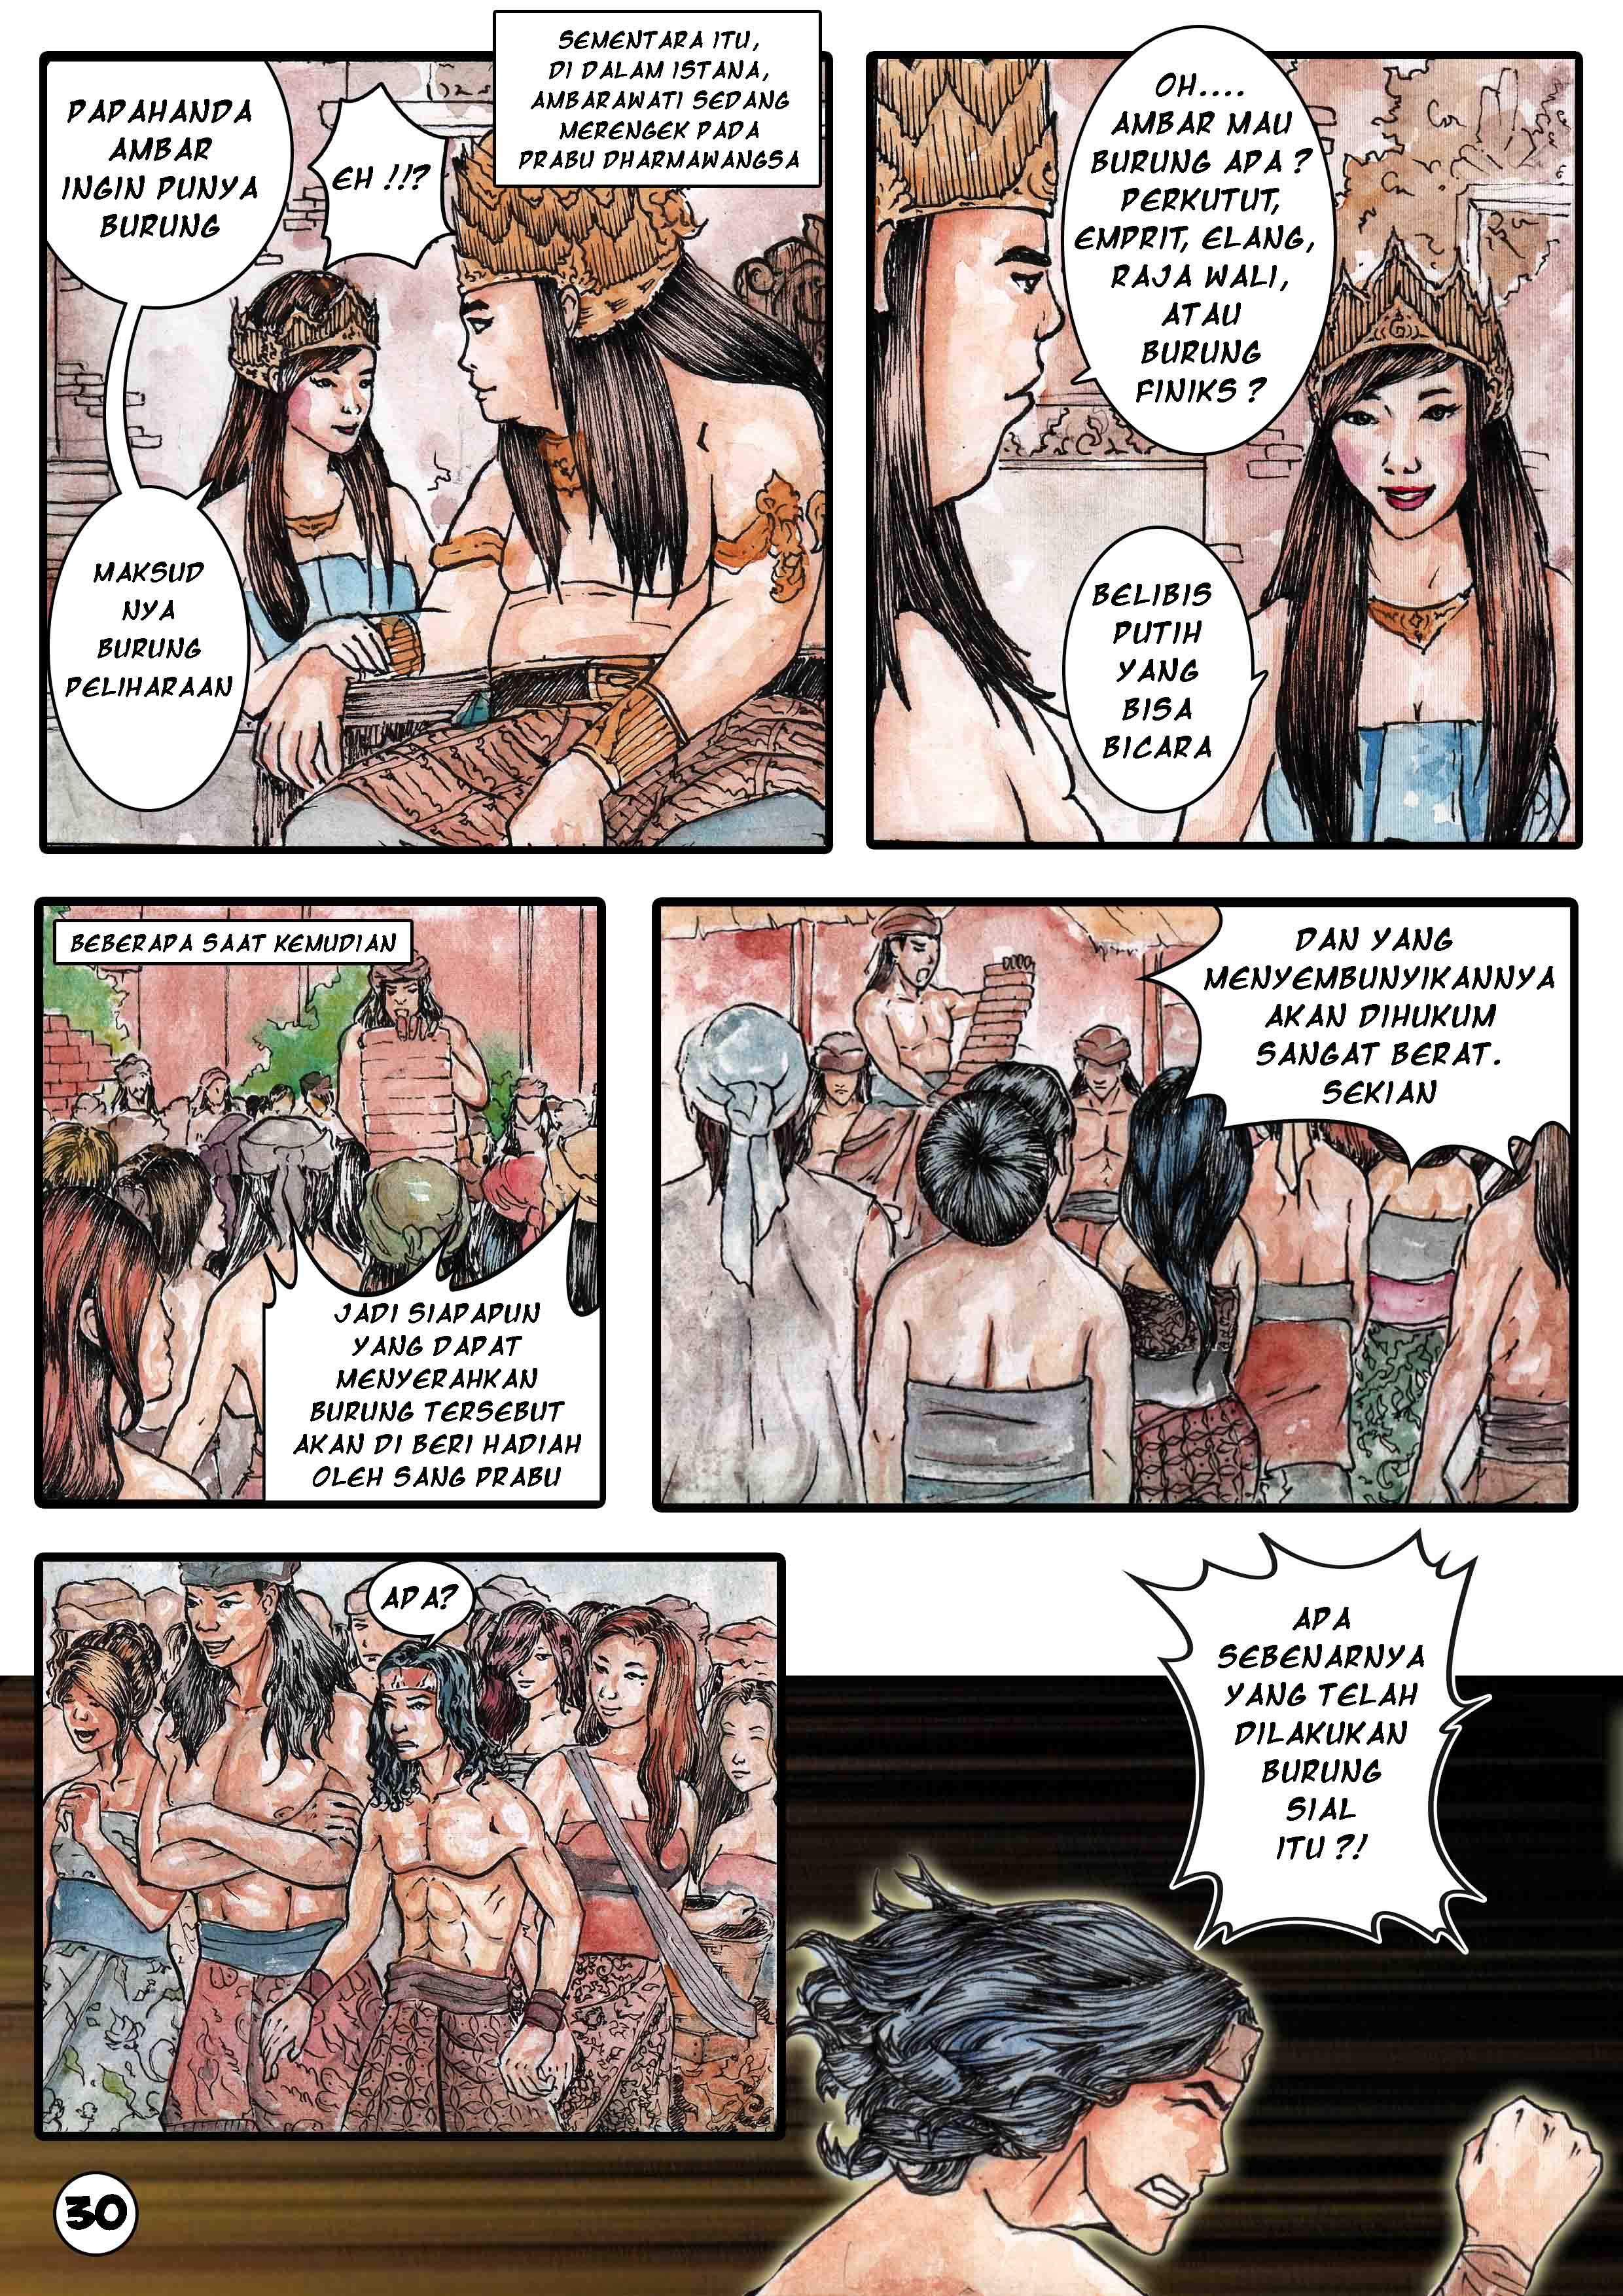 SEMENTARA ITU,
DI DALAM ISTANA,
AMBARAWATI SEDANG
MERENGEK PADA
PRABU DHARMAWANGSA
PAPAHANDA
AMBAR
INGIN PUNYA
BURUNG
EH !!?
MAKSUD
NYA
BURUNG
PELIHARAAN
OH....
AMBAR MAU
BURUNG APA ?
PERKUTUT,
EMPRIT, ELANG,
RAJA WALI,
ATAU
BURUNG
FINIKS ?
BELIBIS
PUTIH
YANG
BISA
BICARA
BEBERAPA SAAT KEMUDIAN
JADI SIAPAPUN
YANG DAPAT
MENYERAHKAN
BURUNG TERSEBUT
AKAN DI BERI HADIAH
OLEH SANG PRABU
DAN YANG
MENYEMBUNYIKANNYA
AKAN DIHUKUM
SANGAT BERAT.
SEKIAN
APA?
APA
SEBENARNYA
YANG TELAH
DILAKUKAN
BURUNG
SIAL
ITU ?!
30